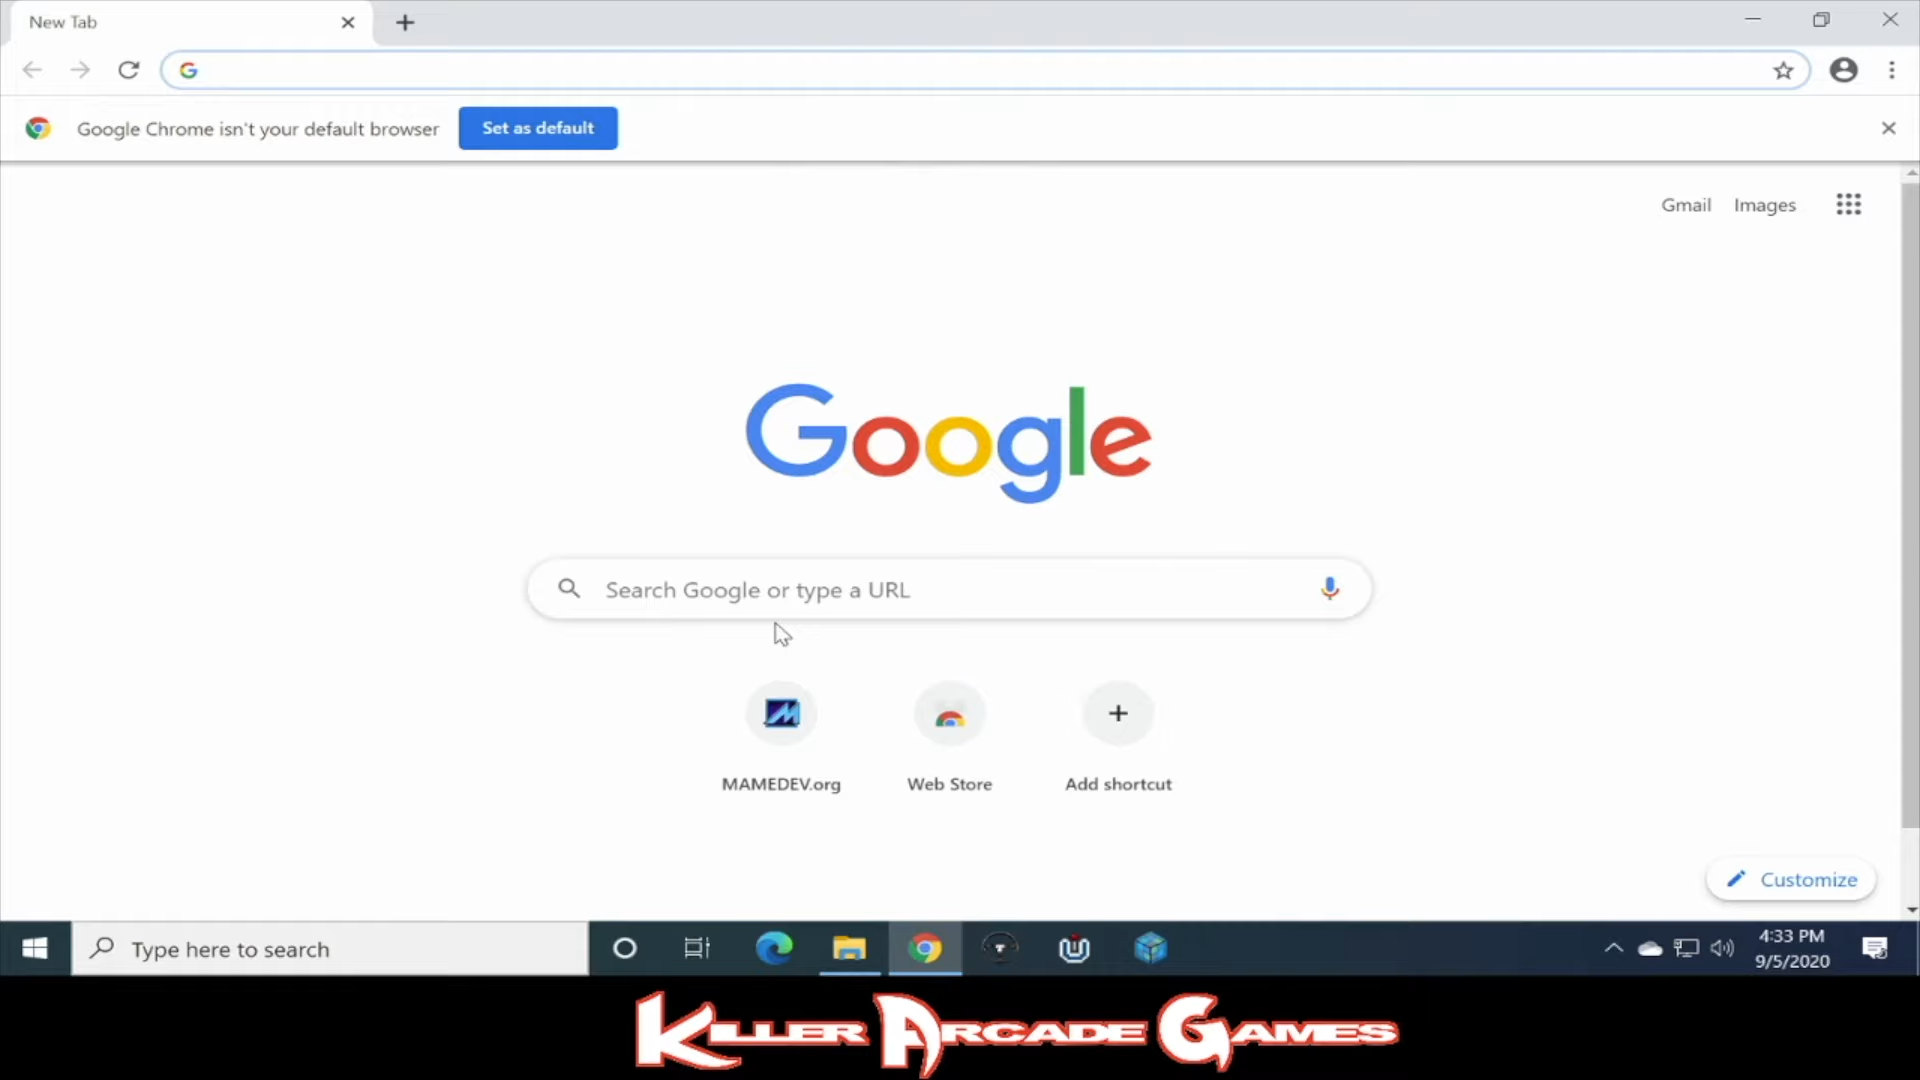 New Tab
Google Chrome isn't your default browser
Set as default
Gmail
Images
Google
Search Google or type a URL
MAMEDEV.org
Web Store
Add shortcut
Customize
Type here to search
4:33 PM
9/5/2020
KILLER ARCADE GAMES